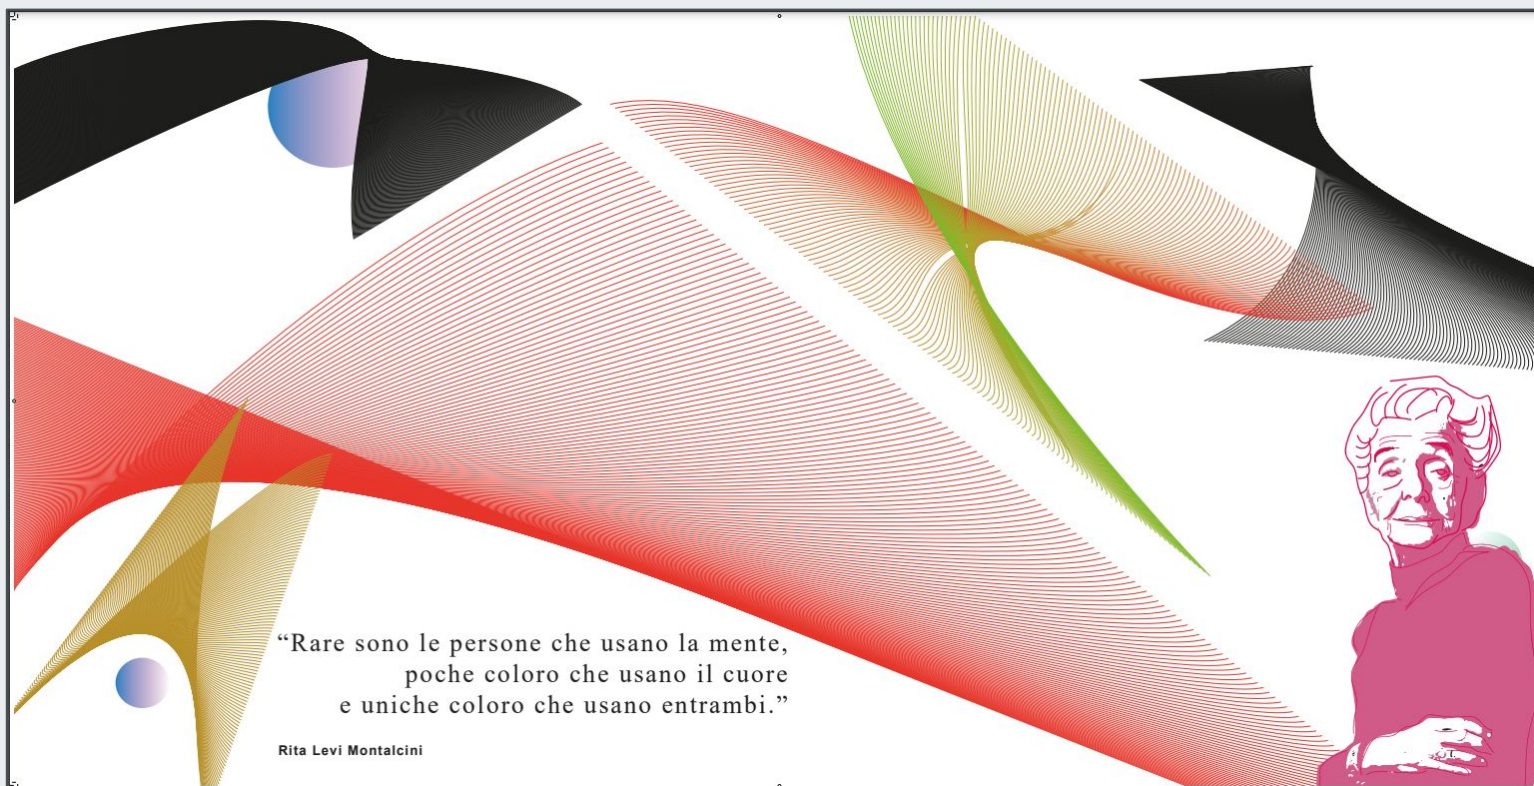 “Rare sono le persone che usano la mente,
poche coloro che usano il cuore
e uniche coloro che usano entrambi.”
Rita Levi Montalcini